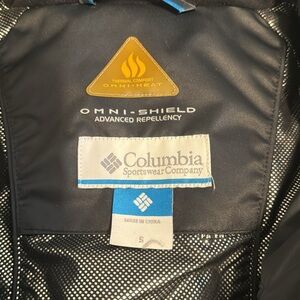 THERMAL COMFORT
OMNI-HEAT
OMNI-SHIELD
ADVANCED REPELLENCY
Columbia
Sportswear Company
MADE IN CHINA
S